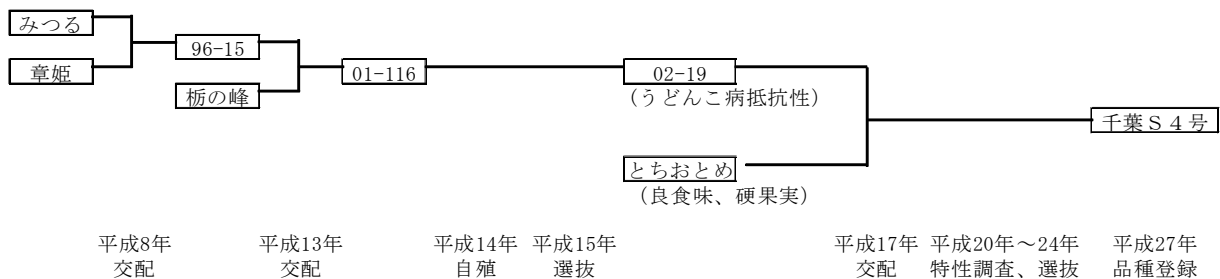 みつる
章姫
96-15
栃の峰
01-116
02-19
(うどんこ病抵抗性)
とちおとめ
(良食味、硬果実)
千葉S4号
平成8年
交配
平成13年
交配
平成14年
自殖
平成15年
選抜
平成17年
交配
平成20年～24年
特性調査、選抜
平成27年
品種登録